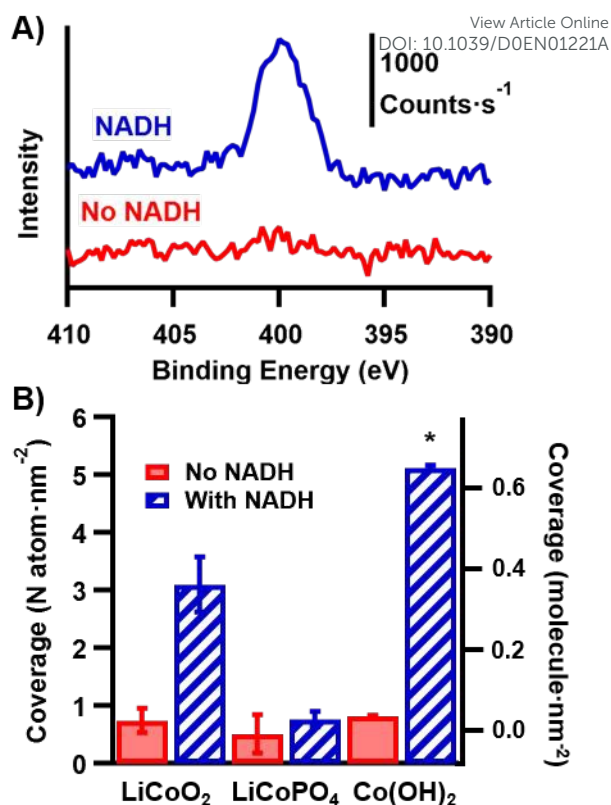 View Article Online
DOI: 10.1039/D0EN01221A
A)
1000
Counts·s⁻¹
NADH
No NADH
Intensity
410 405 400 395 390
Binding Energy (eV)
B)
6
5
4
3
2
1
0
Coverage (N atom·nm⁻²)
No NADH
With NADH
*
0.6
0.4
0.2
0.0
Coverage (molecule·nm⁻²)
LiCoO₂ LiCoPO₄ Co(OH)₂